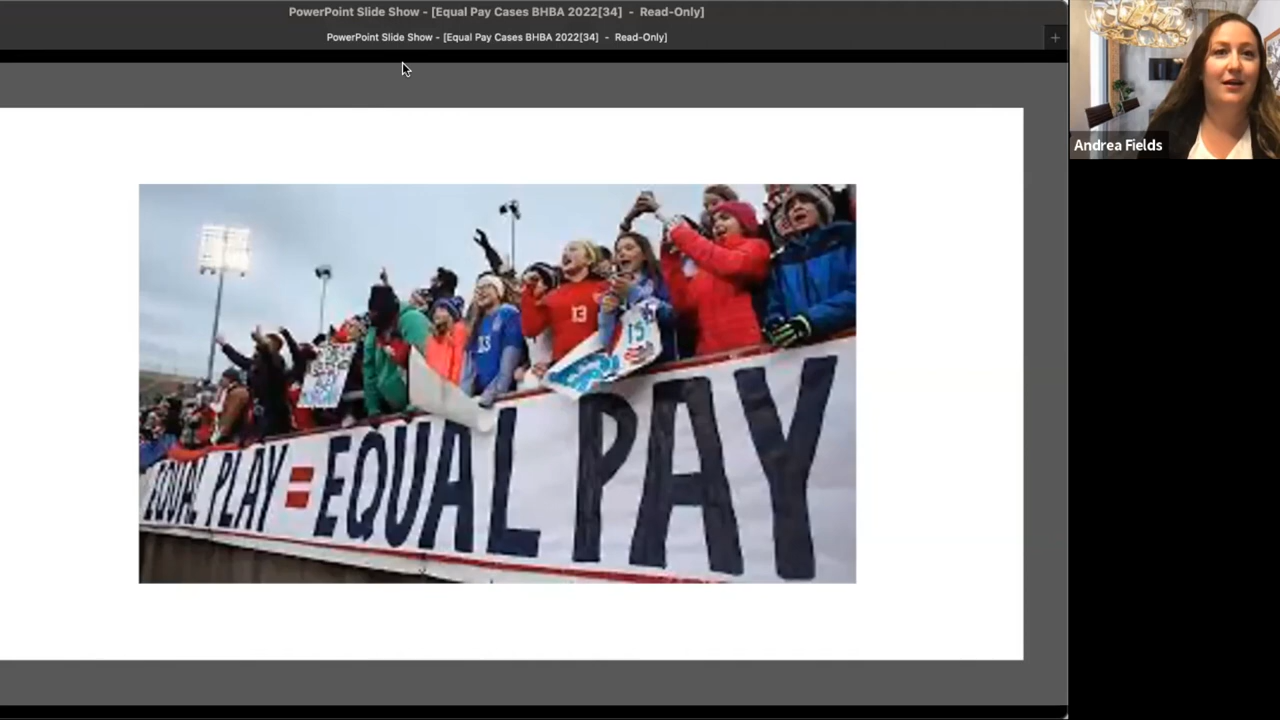 PowerPoint Slide Show - [Equal Pay Cases BHBA 2022[34] - Read-Only]
PowerPoint Slide Show - [Equal Pay Cases BHBA 2022[34] - Read-Only]
+
Andrea Fields
13
13
15
EQUAL PLAY = EQUAL PAY